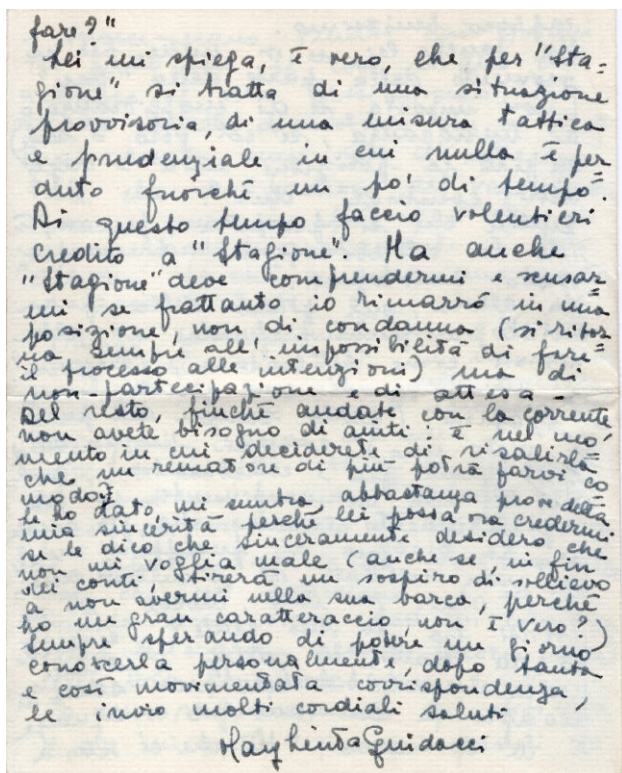 fare?"
Lei mi spiega, è vero, che per "Sta=
gione" si tratta di una situazione
provvisoria, di una misura tattica
e prudenziale in cui nulla è per=
duto fuorché un po' di tempo.
Di questo tempo faccio volentieri
credito a "Stagione". Ma anche
"Stagione" deve comprendermi e scusar=
mi se frattanto io rimarrò in una
posizione, non di condanna (si ritor=
na sempre all'impossibilità di fare
il processo alle intenzioni) ma di
non-partecipazione e di attesa -
Del resto, finché andate con la corrente
non avete bisogno di aiuti: è nel mo=
mento in cui deciderete di risalirla
che un rematore di più potrà farvi co=
modo.
Le ho dato, mi sembra abbastanza prove della
mia sincerità perché lei possa ora credermi
se le dico che sinceramente desidero che
non mi voglia male (anche se, in fin
dei conti, tirerà un sospiro di sollievo
a non avermi nella sua barca, perché
ho un gran caratteraccio, non è vero?)
Sempre sperando di potere un giorno
conoscerla personalmente, dopo tanta
e così movimentata corrispondenza,
le invio molti cordiali saluti
Margherita Guidacci